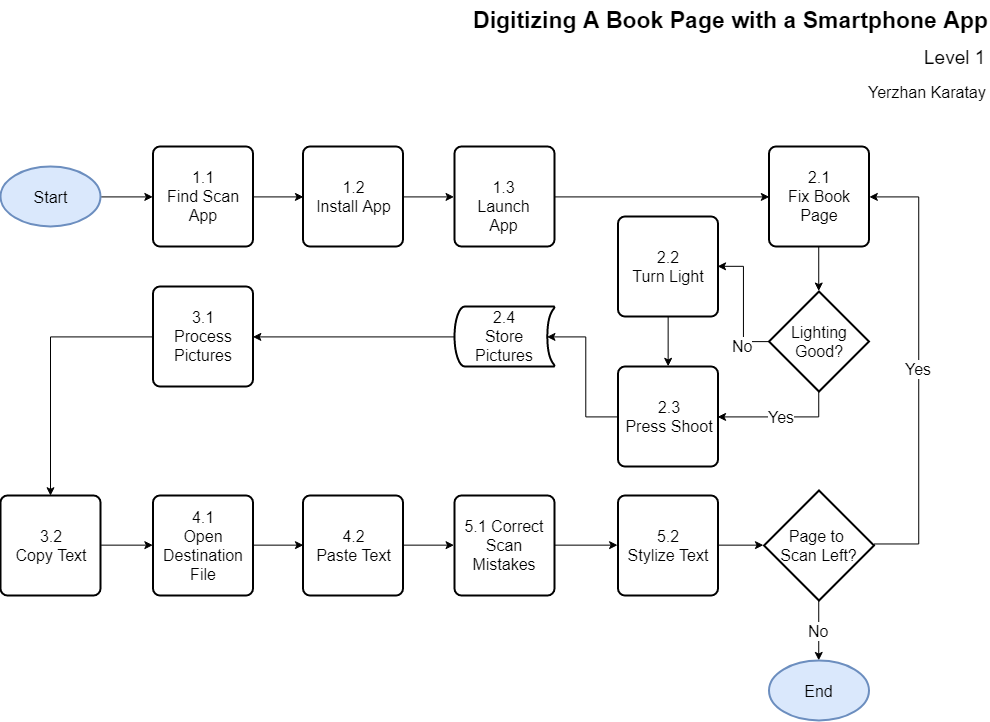 Digitizing A Book Page with a Smartphone App
Level 1
Yerzhan Karatay
Start
1.1
Find Scan
App
1.2
Install App
1.3
Launch
App
2.1
Fix Book
Page
2.2
Turn Light
Lighting
Good?
No
Yes
2.3
Press Shoot
2.4
Store
Pictures
3.1
Process
Pictures
3.2
Copy Text
4.1
Open
Destination
File
4.2
Paste Text
5.1 Correct
Scan
Mistakes
5.2
Stylize Text
Page to
Scan Left?
Yes
No
End